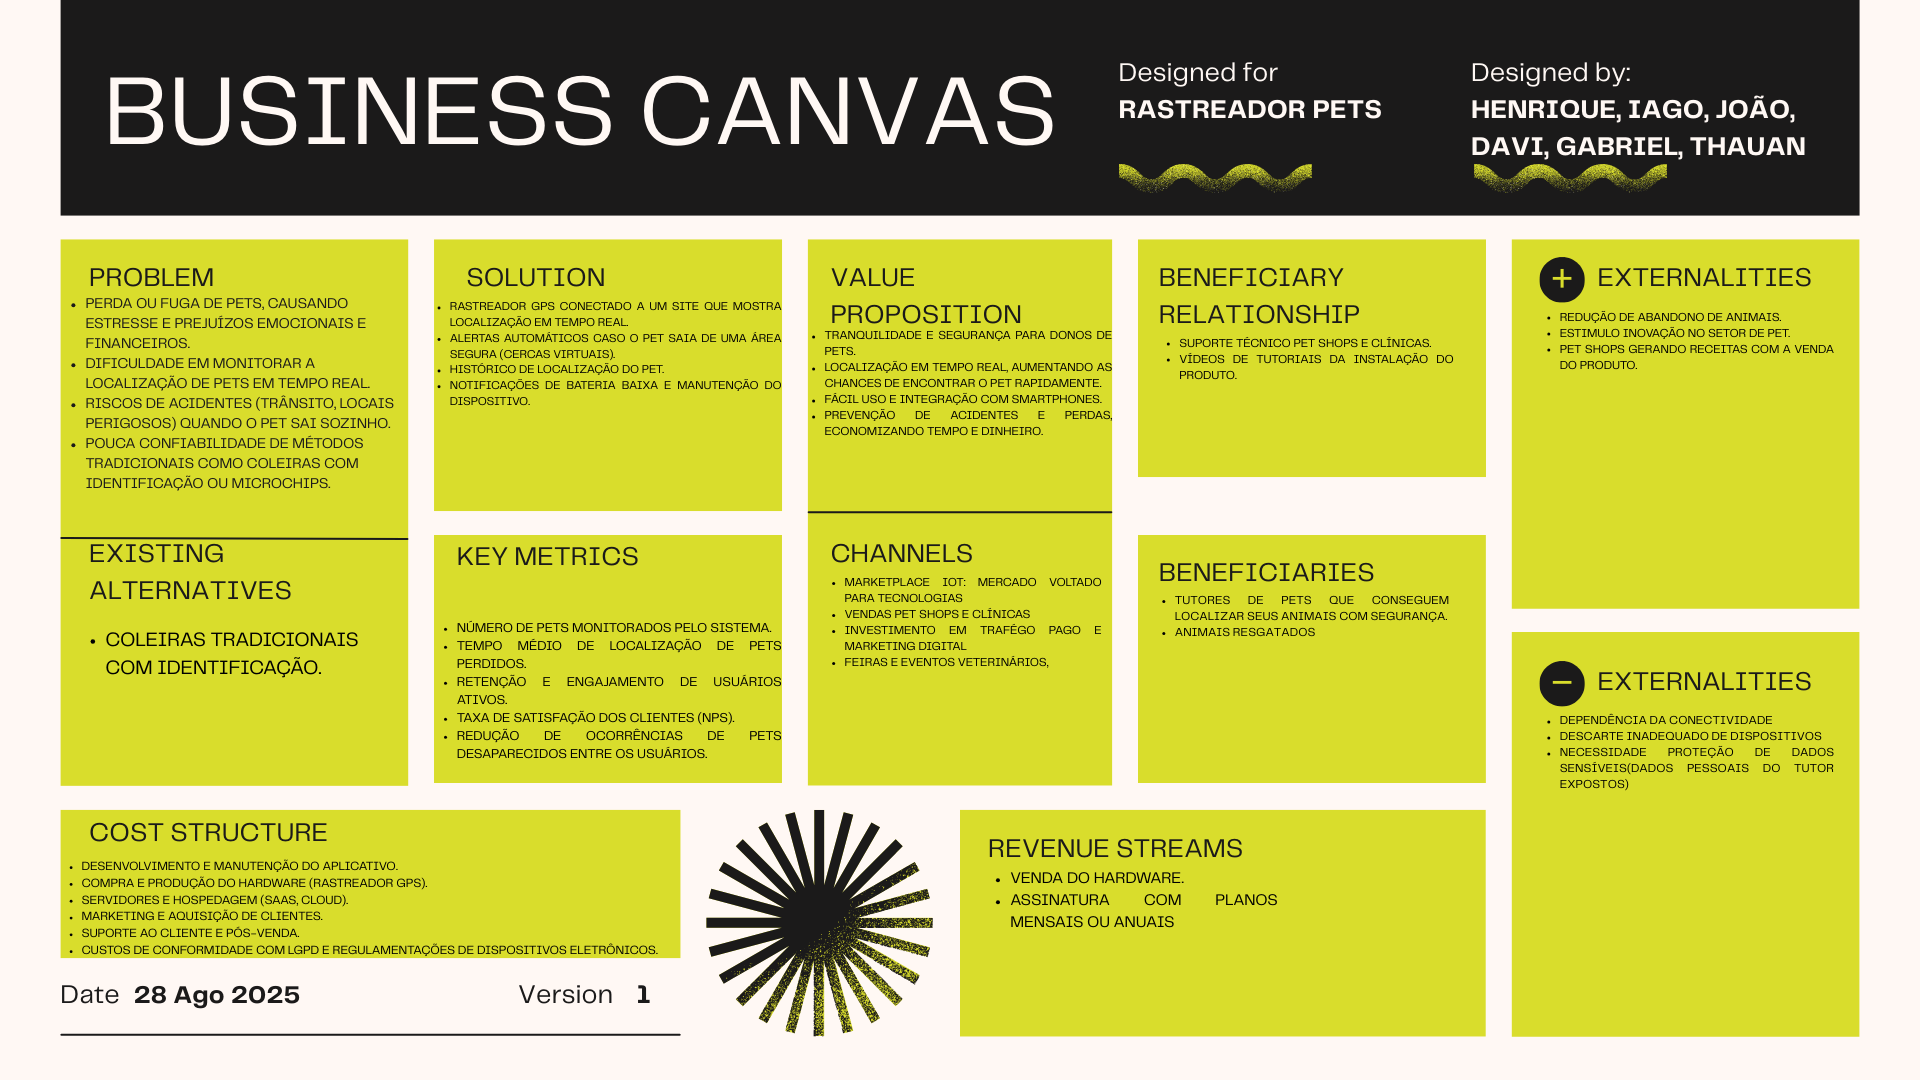 BUSINESS CANVAS
Designed for
RASTREADOR PETS
Designed by:
HENRIQUE, IAGO, JOÃO,
DAVI, GABRIEL, THAUAN
PROBLEM
• PERDA OU FUGA DE PETS, CAUSANDO
ESTRESSE E PREJUÍZOS EMOCIONAIS E
FINANCEIROS.
• DIFICULDADE EM MONITORAR A
LOCALIZAÇÃO DE PETS EM TEMPO REAL.
• RISCOS DE ACIDENTES (TRÂNSITO, LOCAIS
PERIGOSOS) QUANDO O PET SAI SOZINHO.
• POUCA CONFIABILIDADE DE MÉTODOS
TRADICIONAIS COMO COLEIRAS COM
IDENTIFICAÇÃO OU MICROCHIPS.
EXISTING
ALTERNATIVES
• COLEIRAS TRADICIONAIS
COM IDENTIFICAÇÃO.
SOLUTION
• RASTREADOR GPS CONECTADO A UM SITE QUE MOSTRA
LOCALIZAÇÃO EM TEMPO REAL.
• ALERTAS AUTOMÁTICOS CASO O PET SAIA DE UMA ÁREA
SEGURA (CERCAS VIRTUAIS).
• HISTÓRICO DE LOCALIZAÇÃO DO PET.
• NOTIFICAÇÕES DE BATERIA BAIXA E MANUTENÇÃO DO
DISPOSITIVO.
KEY METRICS
• NÚMERO DE PETS MONITORADOS PELO SISTEMA.
• TEMPO MÉDIO DE LOCALIZAÇÃO DE PETS
PERDIDOS.
• RETENÇÃO E ENGAJAMENTO DE USUÁRIOS
ATIVOS.
• TAXA DE SATISFAÇÃO DOS CLIENTES (NPS).
• REDUÇÃO DE OCORRÊNCIAS DE PETS
DESAPARECIDOS ENTRE OS USUÁRIOS.
VALUE
PROPOSITION
• TRANQUILIDADE E SEGURANÇA PARA DONOS DE
PETS.
• LOCALIZAÇÃO EM TEMPO REAL, AUMENTANDO AS
CHANCES DE ENCONTRAR O PET RAPIDAMENTE.
• FÁCIL USO E INTEGRAÇÃO COM SMARTPHONES.
• PREVENÇÃO DE ACIDENTES E PERDAS,
ECONOMIZANDO TEMPO E DINHEIRO.
CHANNELS
• MARKETPLACE IOT: MERCADO VOLTADO
PARA TECNOLOGIAS
• VENDAS PET SHOPS E CLÍNICAS
• INVESTIMENTO EM TRAFÉGO PAGO E
MARKETING DIGITAL
• FEIRAS E EVENTOS VETERINÁRIOS,
BENEFICIARY
RELATIONSHIP
• SUPORTE TÉCNICO PET SHOPS E CLÍNICAS.
• VÍDEOS DE TUTORIAIS DA INSTALAÇÃO DO
PRODUTO.
BENEFICIARIES
• TUTORES DE PETS QUE CONSEGUEM
LOCALIZAR SEUS ANIMAIS COM SEGURANÇA.
• ANIMAIS RESGATADOS
+ EXTERNALITIES
• REDUÇÃO DE ABANDONO DE ANIMAIS.
• ESTIMULO INOVAÇÃO NO SETOR DE PET.
• PET SHOPS GERANDO RECEITAS COM A VENDA
DO PRODUTO.
− EXTERNALITIES
• DEPENDÊNCIA DA CONECTIVIDADE
• DESCARTE INADEQUADO DE DISPOSITIVOS
• NECESSIDADE PROTEÇÃO DE DADOS
SENSÍVEIS(DADOS PESSOAIS DO TUTOR
EXPOSTOS)
COST STRUCTURE
• DESENVOLVIMENTO E MANUTENÇÃO DO APLICATIVO.
• COMPRA E PRODUÇÃO DO HARDWARE (RASTREADOR GPS).
• SERVIDORES E HOSPEDAGEM (SAAS, CLOUD).
• MARKETING E AQUISIÇÃO DE CLIENTES.
• SUPORTE AO CLIENTE E PÓS-VENDA.
• CUSTOS DE CONFORMIDADE COM LGPD E REGULAMENTAÇÕES DE DISPOSITIVOS ELETRÔNICOS.
REVENUE STREAMS
• VENDA DO HARDWARE.
• ASSINATURA COM PLANOS
MENSAIS OU ANUAIS
Date 28 Ago 2025
Version 1